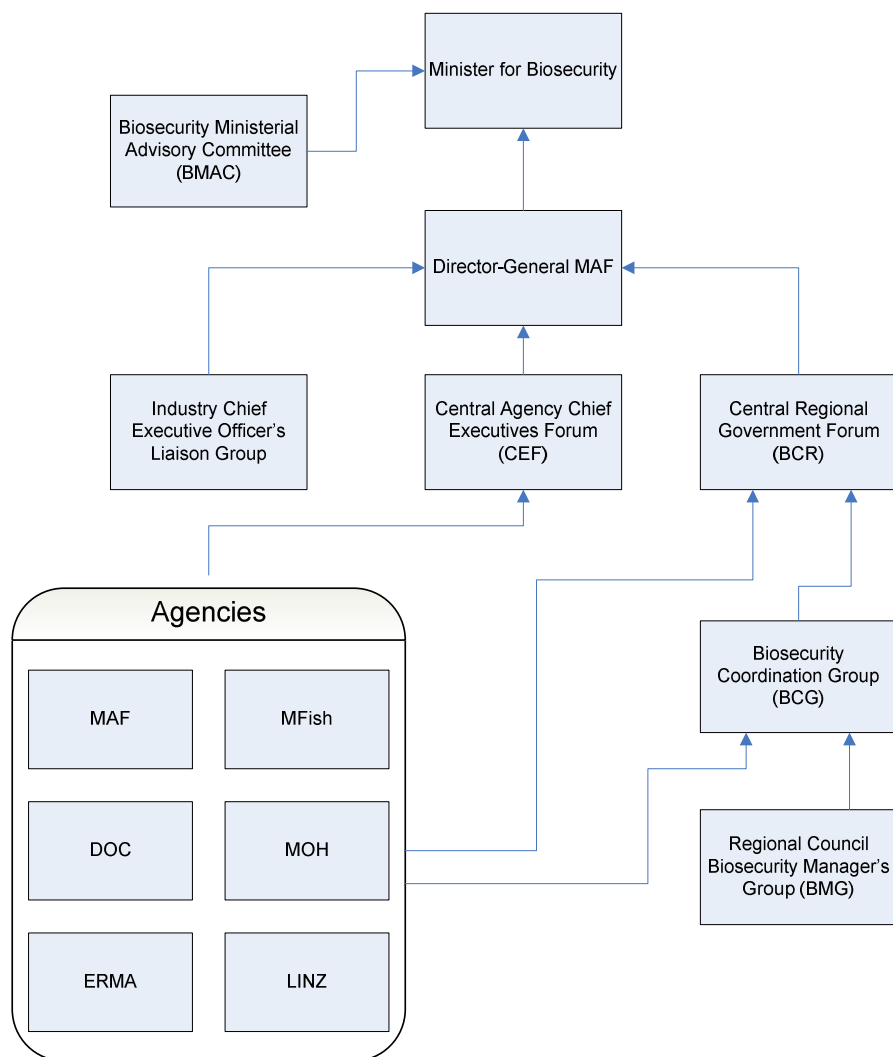 Minister for Biosecurity
Biosecurity Ministerial
Advisory Committee
(BMAC)
Director-General MAF
Industry Chief
Executive Officer's
Liaison Group
Central Agency Chief
Executives Forum
(CEF)
Central Regional
Government Forum
(BCR)
Agencies
MAF
MFish
DOC
MOH
ERMA
LINZ
Biosecurity
Coordination Group
(BCG)
Regional Council
Biosecurity Manager's
Group (BMG)